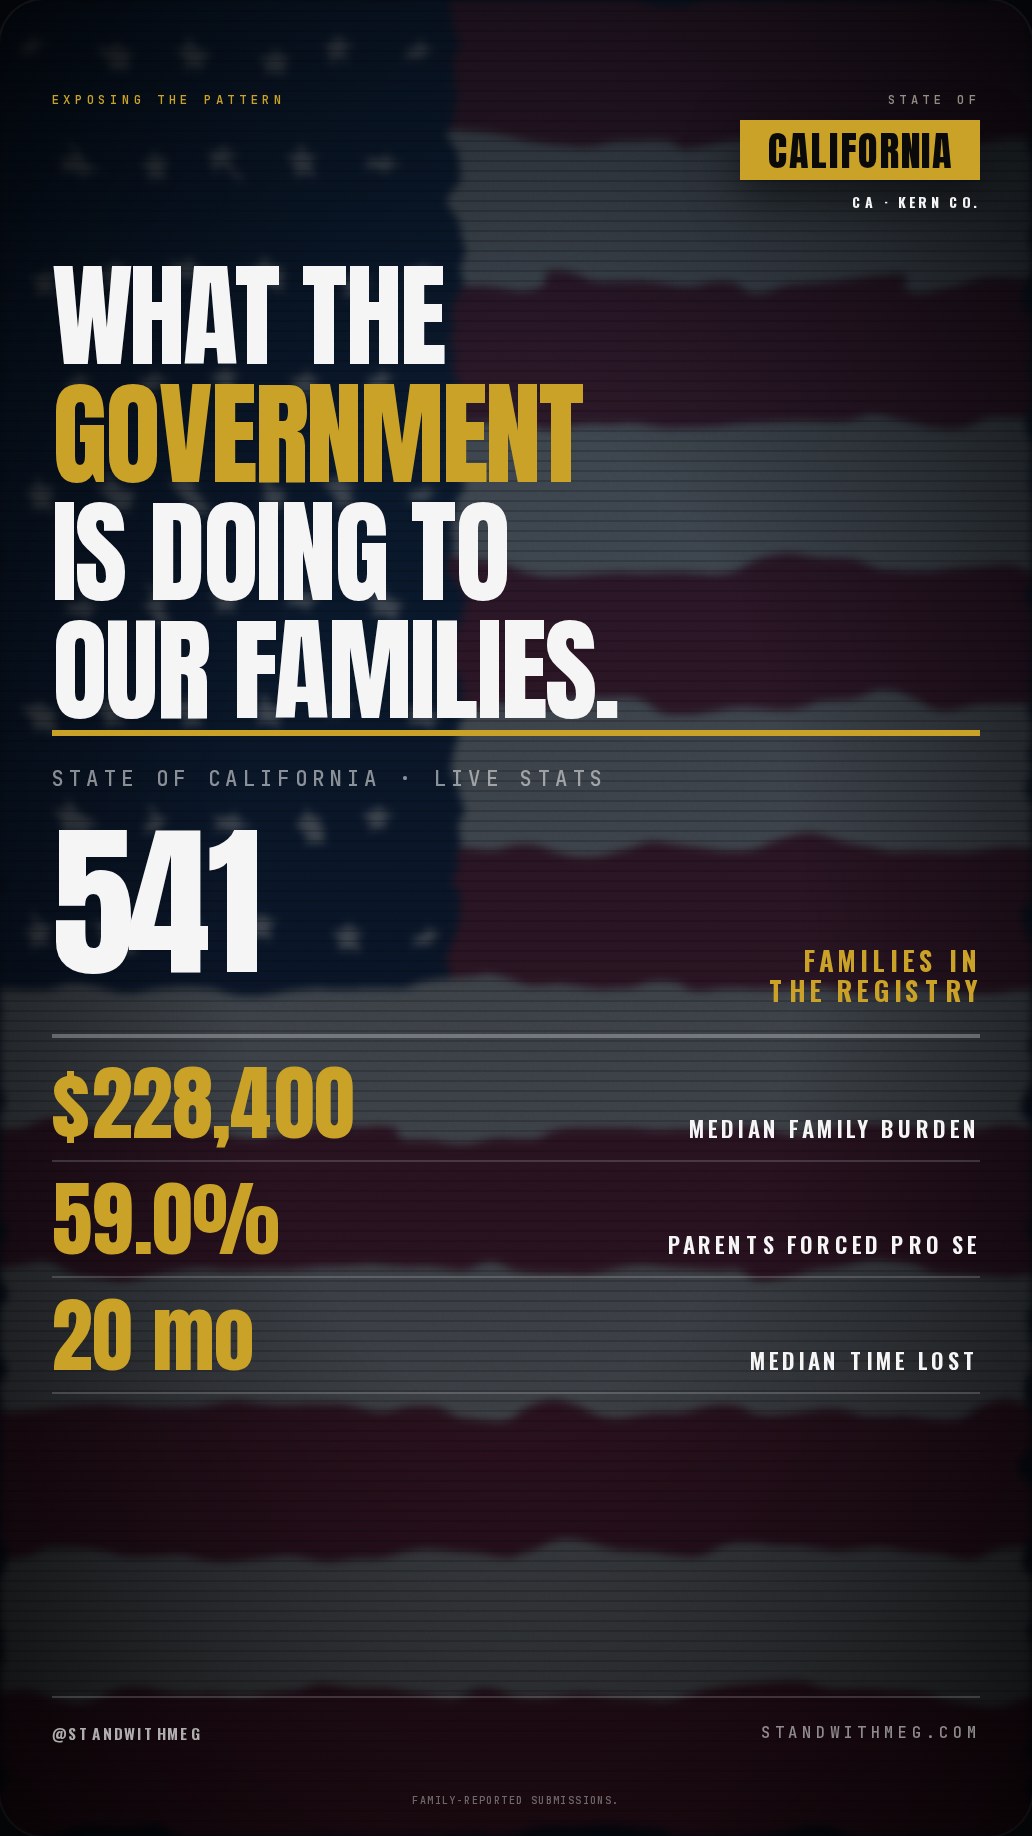 EXPOSING THE PATTERN
STATE OF
CALIFORNIA
CA · KERN CO.
WHAT THE
GOVERNMENT
IS DOING TO
OUR FAMILIES.
STATE OF CALIFORNIA · LIVE STATS
541
FAMILIES IN
THE REGISTRY
$228,400
MEDIAN FAMILY BURDEN
59.0%
PARENTS FORCED PRO SE
20 mo
MEDIAN TIME LOST
@STANDWITHMEG
STANDWITHMEG.COM
FAMILY-REPORTED SUBMISSIONS.